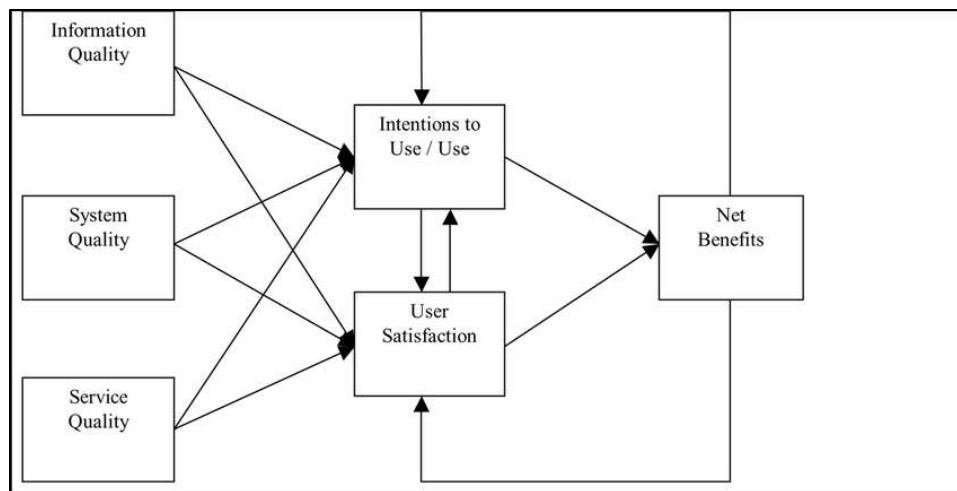 Information
Quality
Intentions to
Use / Use
System
Quality
Net
Benefits
User
Satisfaction
Service
Quality